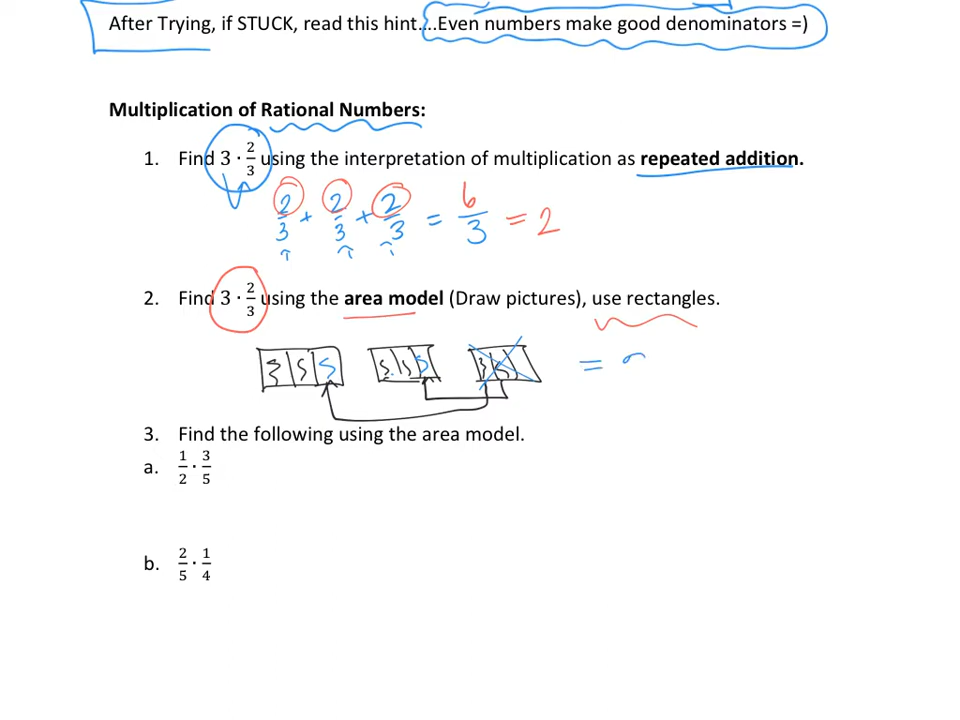 After Trying, if STUCK, read this hint....Even numbers make good denominators =)
Multiplication of Rational Numbers:
1. Find 3 · 2/3 using the interpretation of multiplication as repeated addition.
2/3 + 2/3 + 2/3 = 6/3 = 2
2. Find 3 · 2/3 using the area model (Draw pictures), use rectangles.
=
3. Find the following using the area model.
a. 1/2 · 3/5
b. 2/5 · 1/4